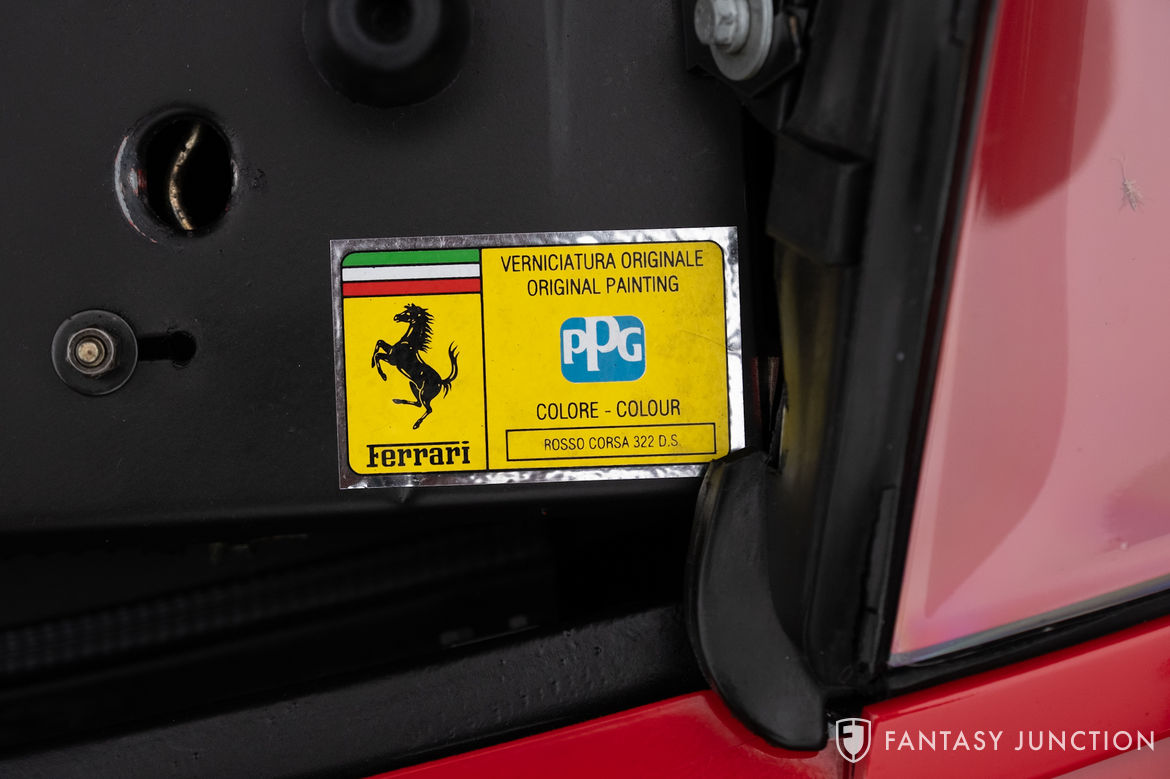 VERNICIATURA ORIGINALE
ORIGINAL PAINTING
PPG
COLORE - COLOUR
ROSSO CORSA 322 D.S.
Ferrari
FANTASY JUNCTION